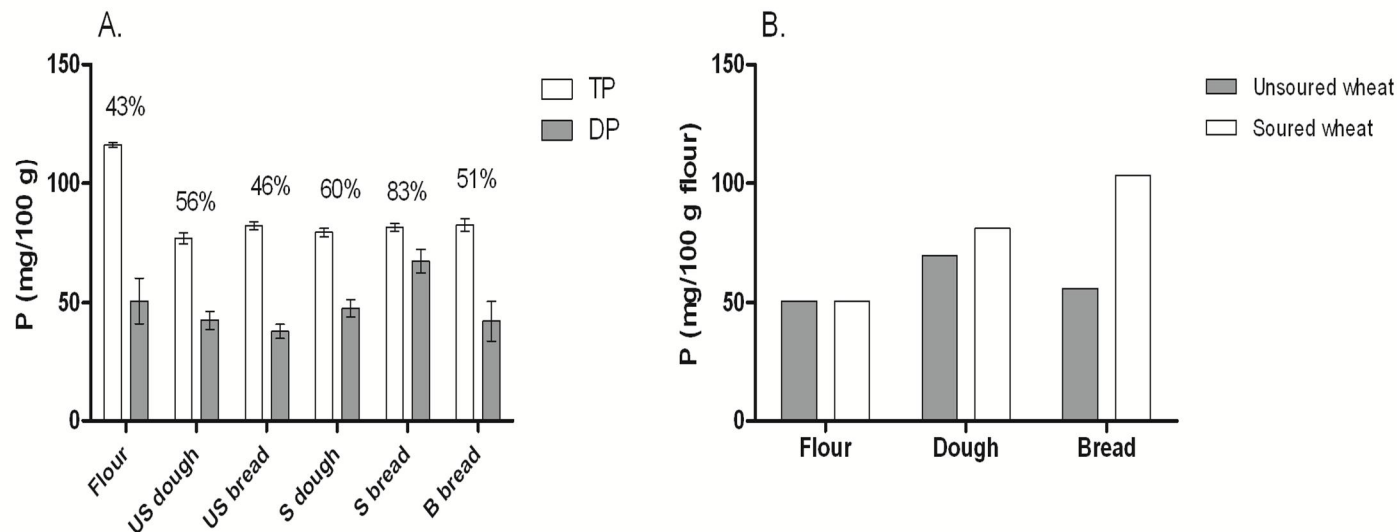 A.
P (mg/100 g)
150
100
50
0
43%
56%
46%
60%
83%
51%
TP
DP
Flour
US dough
US bread
S dough
S bread
B bread
B.
P (mg/100 g flour)
150
100
50
0
Unsoured wheat
Soured wheat
Flour
Dough
Bread